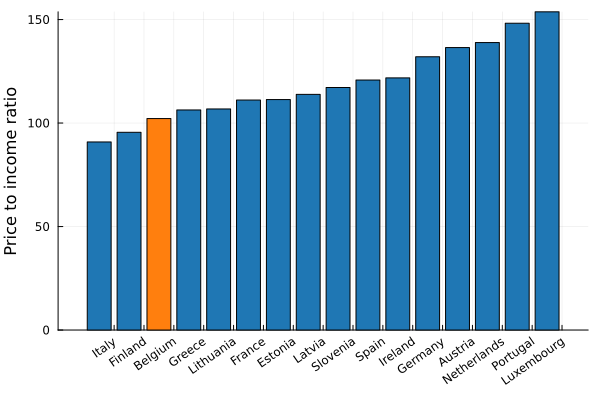 Price to income ratio
150
100
50
0
Italy
Finland
Belgium
Greece
Lithuania
France
Estonia
Latvia
Slovenia
Spain
Ireland
Germany
Austria
Netherlands
Portugal
Luxembourg